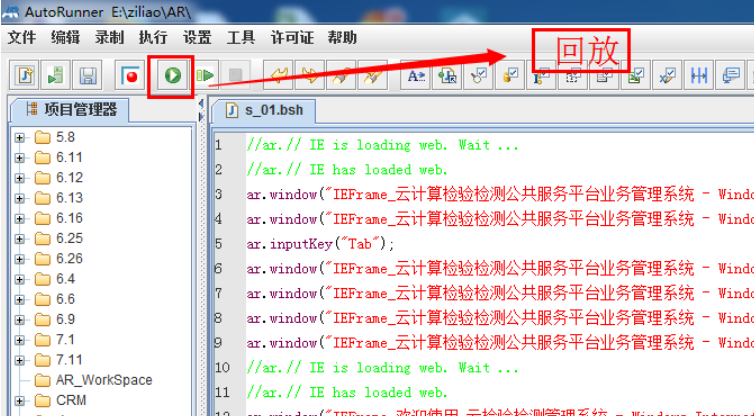 AutoRunner E:\ziliao\AR\
文件 编辑 录制 执行 设置 工具 许可证 帮助
回放
项目管理器
s_01.bsh
5.8
6.11
6.12
6.13
6.16
6.25
6.26
6.4
6.6
6.9
7.1
7.11
AR_WorkSpace
CRM
1 //ar.// IE is loading web. Wait ...
2 //ar.// IE has loaded web.
3 ar.window("IEFrame_云计算检验检测公共服务平台业务管理系统 - Windo
4 ar.window("IEFrame_云计算检验检测公共服务平台业务管理系统 - Windo
5 ar.inputKey("Tab");
6 ar.window("IEFrame_云计算检验检测公共服务平台业务管理系统 - Windo
7 ar.window("IEFrame_云计算检验检测公共服务平台业务管理系统 - Windo
8 ar.window("IEFrame_云计算检验检测公共服务平台业务管理系统 - Windo
9 ar.window("IEFrame_云计算检验检测公共服务平台业务管理系统 - Windo
10 //ar.// IE is loading web. Wait ...
11 //ar.// IE has loaded web.